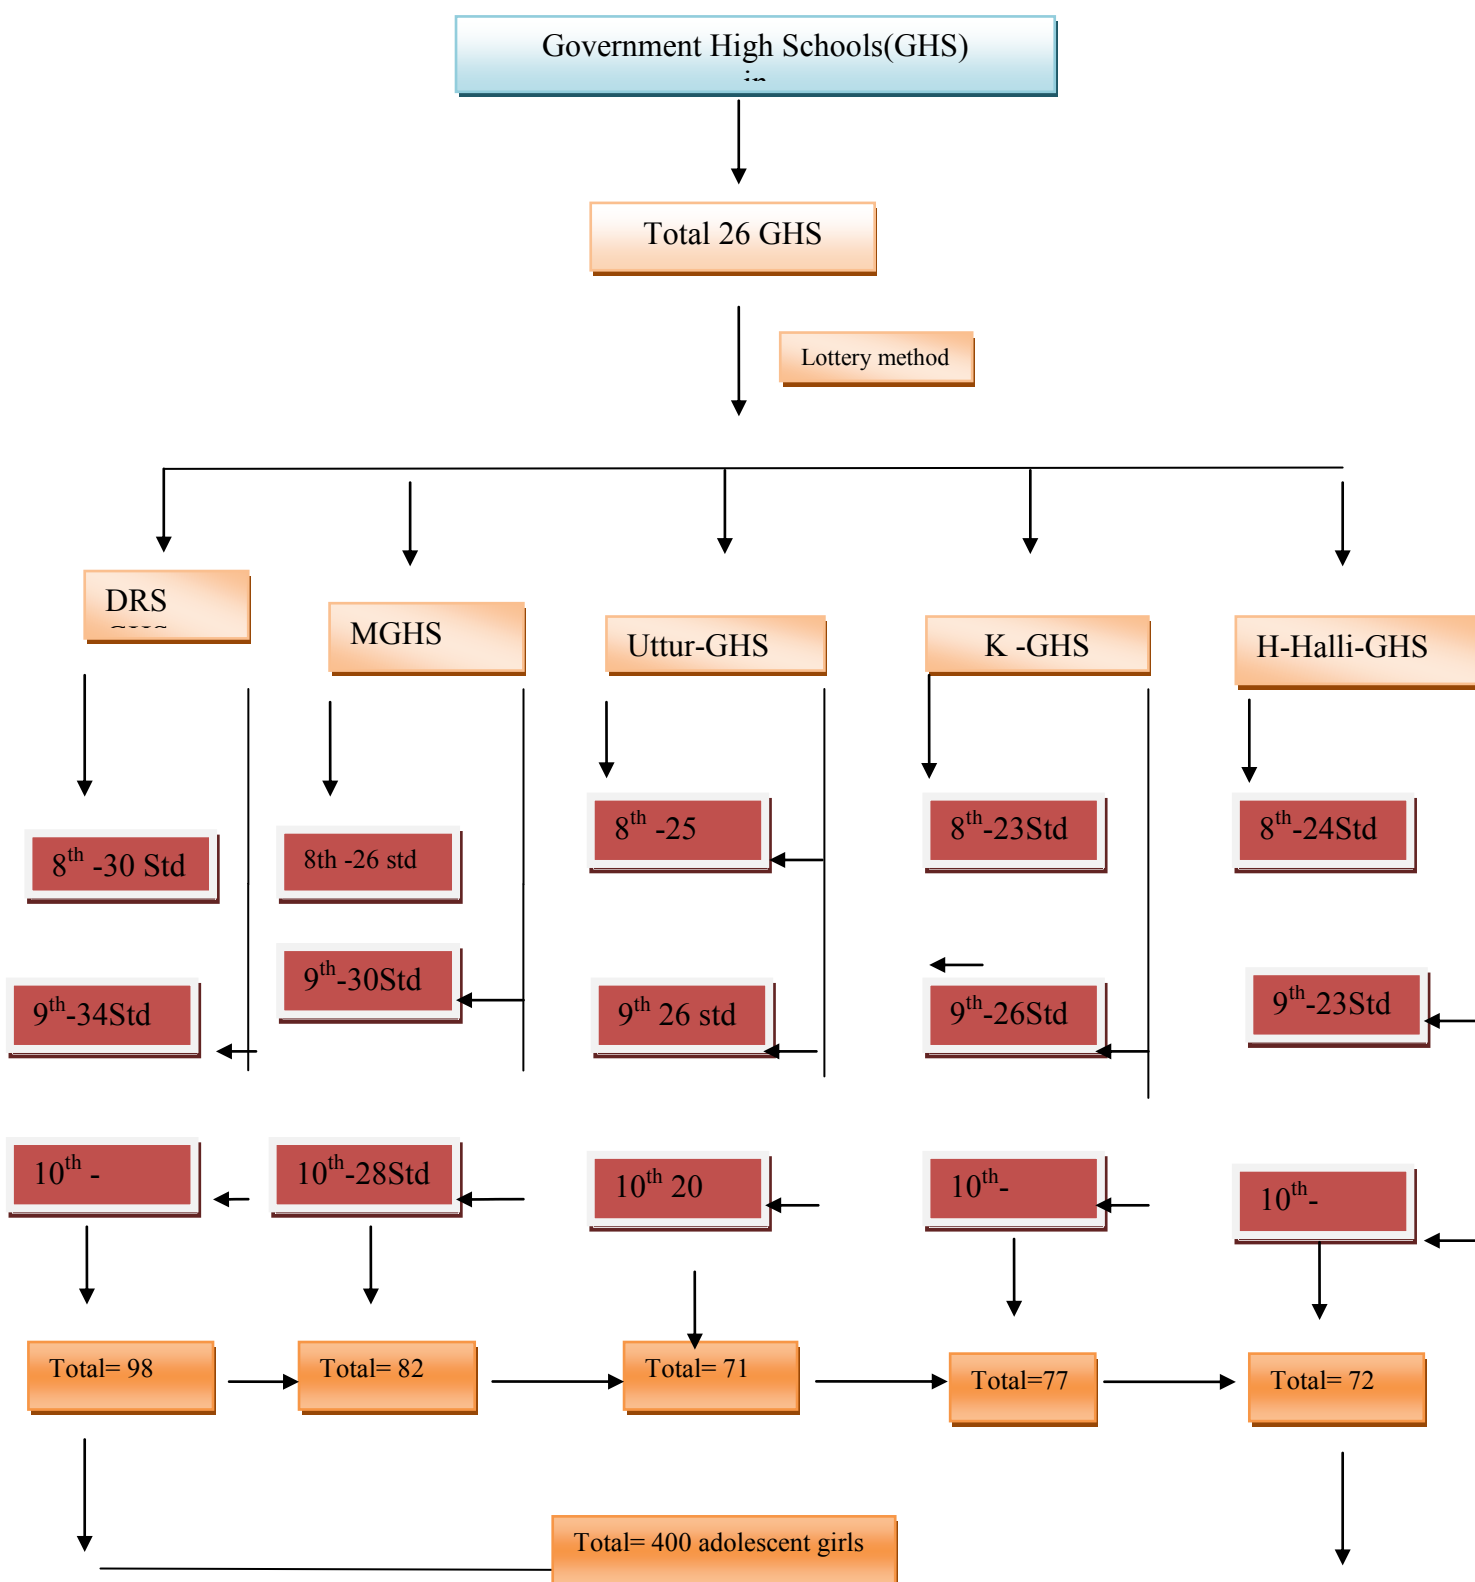 Government High Schools(GHS)
in
Total 26 GHS
Lottery method
DRS
MGHS
Uttur-GHS
K -GHS
H-Halli-GHS
8th -30 Std
8th -26 std
8th -25
8th-23Std
8th-24Std
9th-34Std
9th-30Std
9th 26 std
9th-26Std
9th-23Std
10th -
10th-28Std
10th 20
10th-
10th-
Total= 98
Total= 82
Total= 71
Total=77
Total= 72
Total= 400 adolescent girls